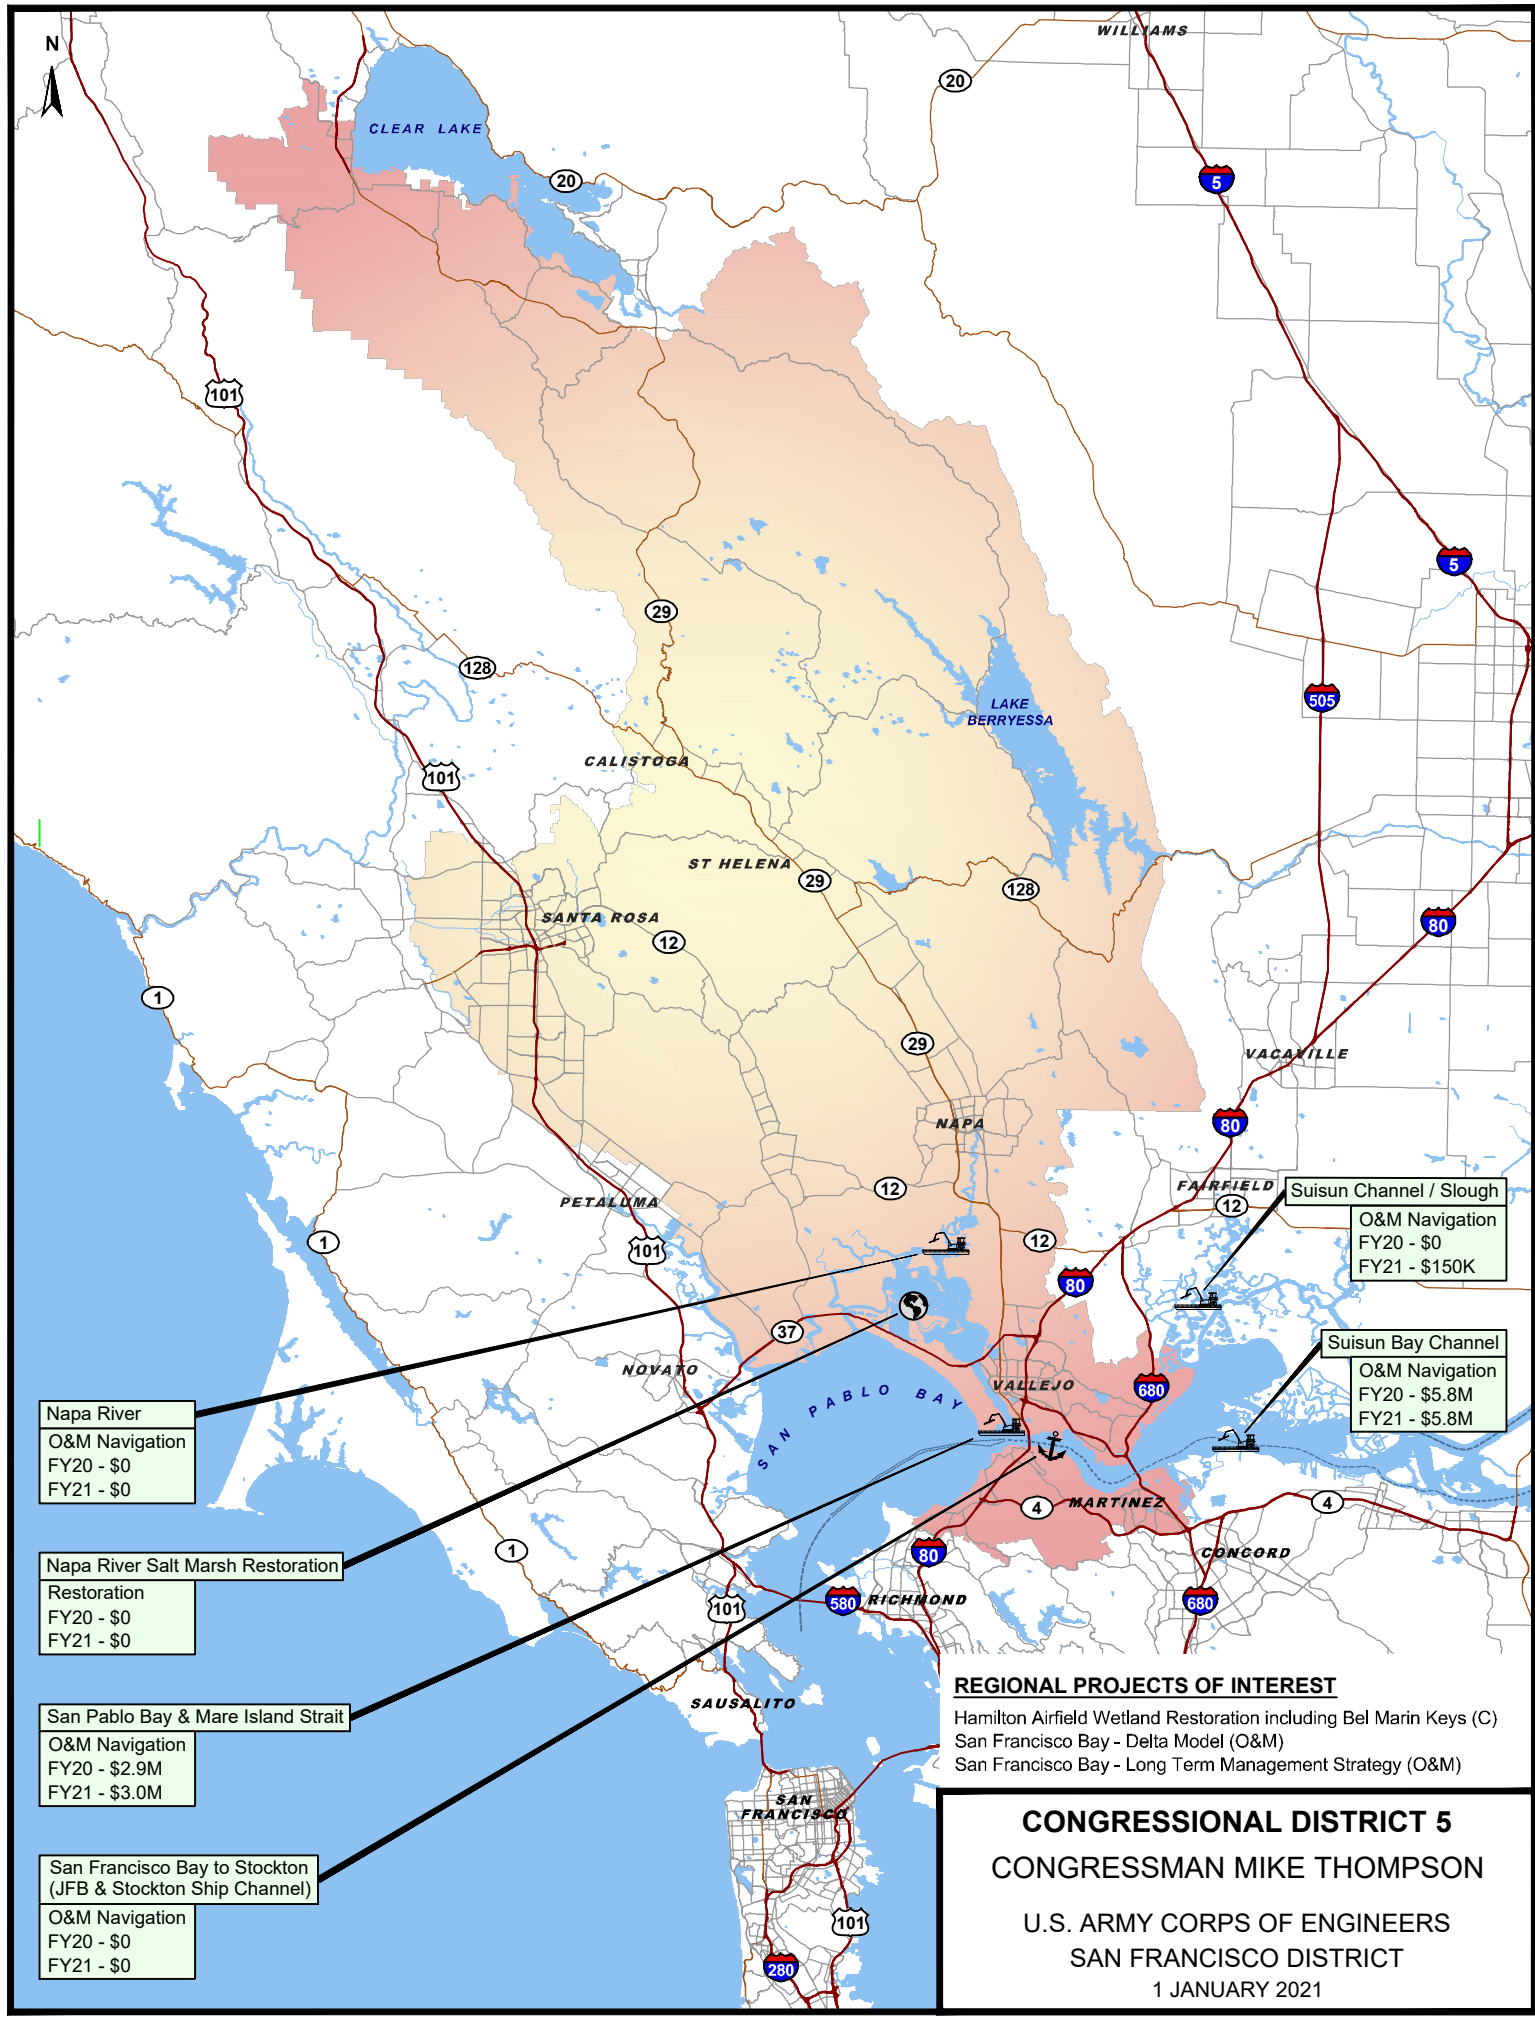 N
WILLIAMS
20
CLEAR LAKE
20
5
101
5
29
128
505
LAKE
BERRYESSA
CALISTOGA
101
ST HELENA
29
128
SANTA ROSA
12
80
1
29
VACAVILLE
NAPA
80
FAIRFIELD
12
PETALUMA
12
1
101
12
80
Suisun Channel / Slough
O&M Navigation
FY20 - $0
FY21 - $150K
37
NOVATO
VALLEJO
680
SAN PABLO BAY
Suisun Bay Channel
O&M Navigation
FY20 - $5.8M
FY21 - $5.8M
Napa River
O&M Navigation
FY20 - $0
FY21 - $0
4
MARTINEZ
4
1
80
CONCORD
Napa River Salt Marsh Restoration
Restoration
FY20 - $0
FY21 - $0
101
580
RICHMOND
680
SAUSALITO
San Pablo Bay & Mare Island Strait
O&M Navigation
FY20 - $2.9M
FY21 - $3.0M
REGIONAL PROJECTS OF INTEREST
Hamilton Airfield Wetland Restoration including Bel Marin Keys (C)
San Francisco Bay - Delta Model (O&M)
San Francisco Bay - Long Term Management Strategy (O&M)
SAN
FRANCISCO
San Francisco Bay to Stockton
(JFB & Stockton Ship Channel)
O&M Navigation
FY20 - $0
FY21 - $0
101
280
CONGRESSIONAL DISTRICT 5
CONGRESSMAN MIKE THOMPSON
U.S. ARMY CORPS OF ENGINEERS
SAN FRANCISCO DISTRICT
1 JANUARY 2021